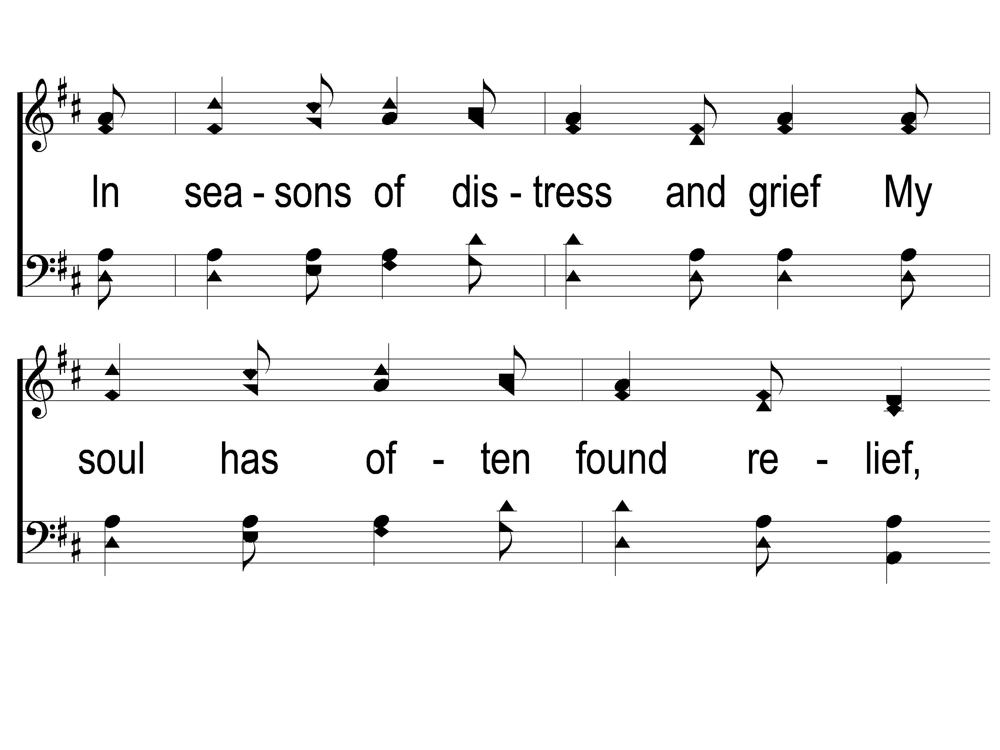 In sea - sons of dis - tress and grief My
soul has of - ten found re - lief,